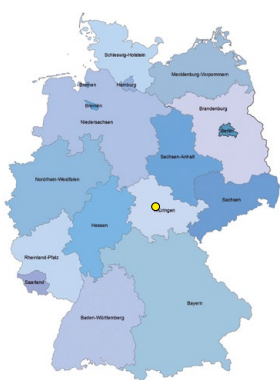 Schleswig-Holstein
Mecklenburg-Vorpommern
Bremen
Hamburg
Bremen
Brandenburg
Niedersachsen
Berlin
Sachsen-Anhalt
Nordrhein-Westfalen
Sachsen
Hessen
Rheinland-Pfalz
Saarland
Bayern
Baden-Württemberg